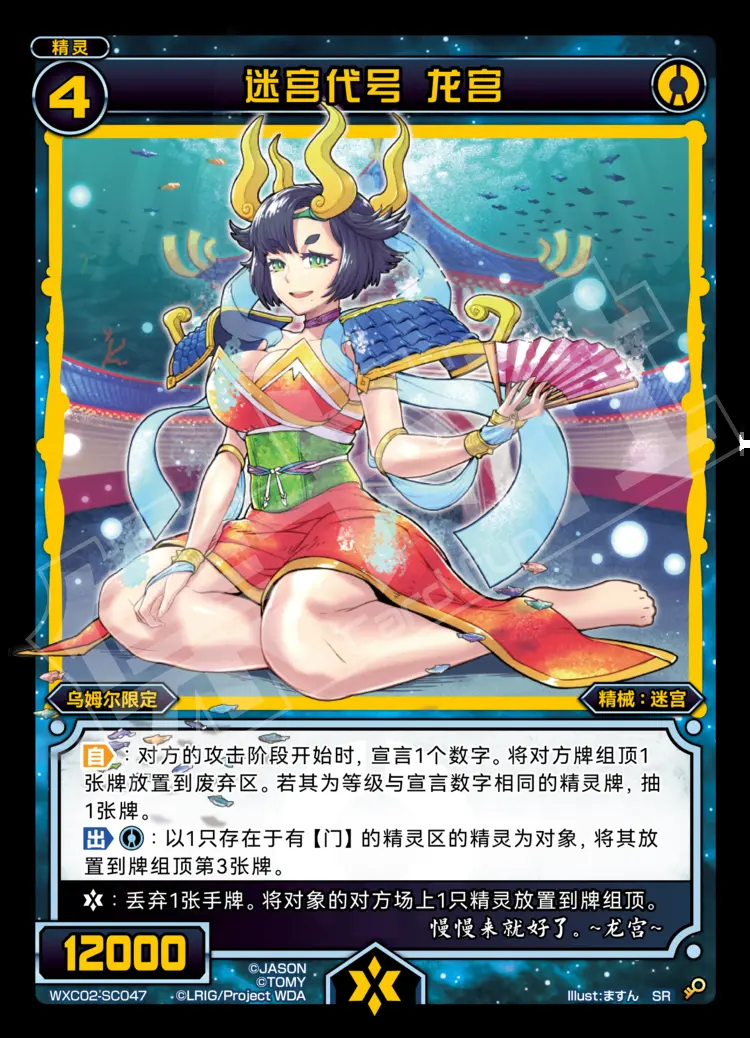 精灵
4
迷宫代号 龙宫
乌姆尔限定
精械:迷宫
自:对方的攻击阶段开始时,宣言1个数字。将对方牌组顶1
张牌放置到废弃区。若其为等级与宣言数字相同的精灵牌,抽
1张牌。
出:以1只存在于有【门】的精灵区的精灵为对象,将其放
置到牌组顶第3张牌。
:丢弃1张手牌。将对象的对方场上1只精灵放置到牌组顶。
慢慢来就好了。~龙宫~
12000
©JASON
©TOMY
WXC02-SC047 ©LRIG/Project WDA
Illust:ますん SR